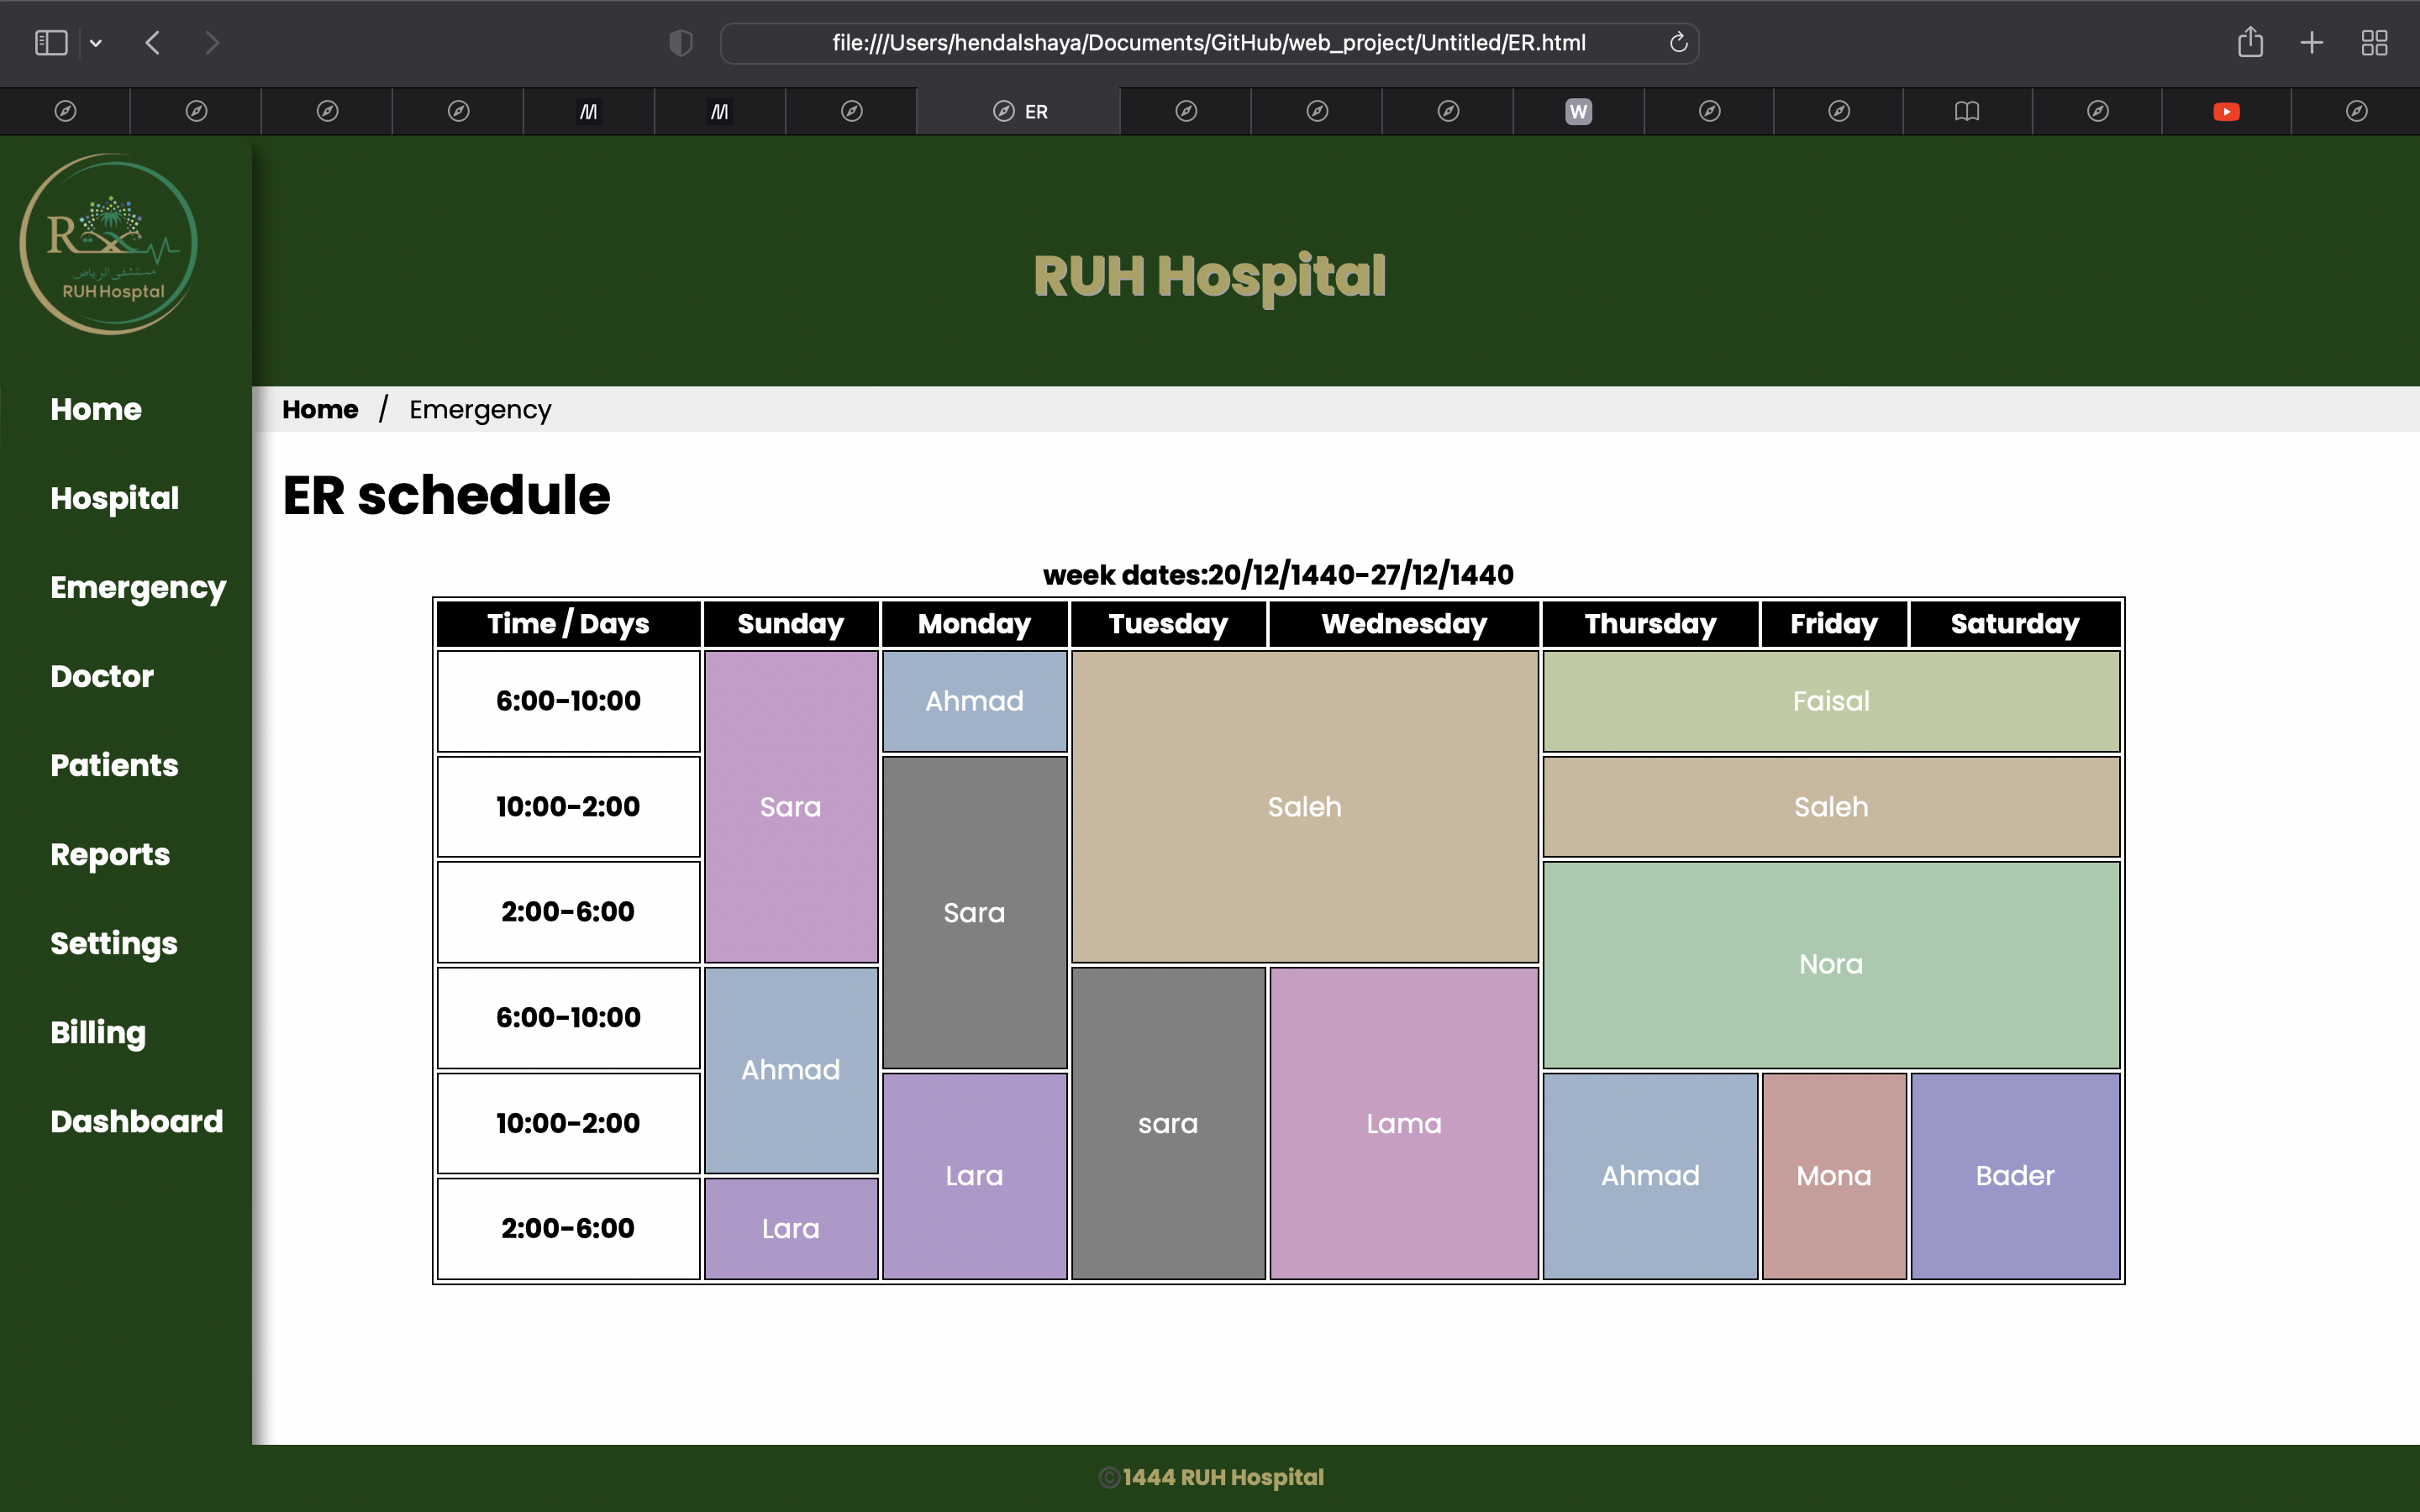 file:///Users/hendalshaya/Documents/GitHub/web_project/Untitled/ER.html
ER
W
R
مستشفى الرياض
RUH Hosptal
RUH Hospital
Home
Hospital
Emergency
Doctor
Patients
Reports
Settings
Billing
Dashboard
Home / Emergency
ER schedule
week dates:20/12/1440-27/12/1440
Time / Days Sunday Monday Tuesday Wednesday Thursday Friday Saturday
6:00-10:00 Ahmad Faisal
10:00-2:00 Sara Saleh Saleh
2:00-6:00 Sara
Nora
6:00-10:00
Ahmad
10:00-2:00 sara Lama
Lara Ahmad Mona Bader
2:00-6:00 Lara
©1444 RUH Hospital